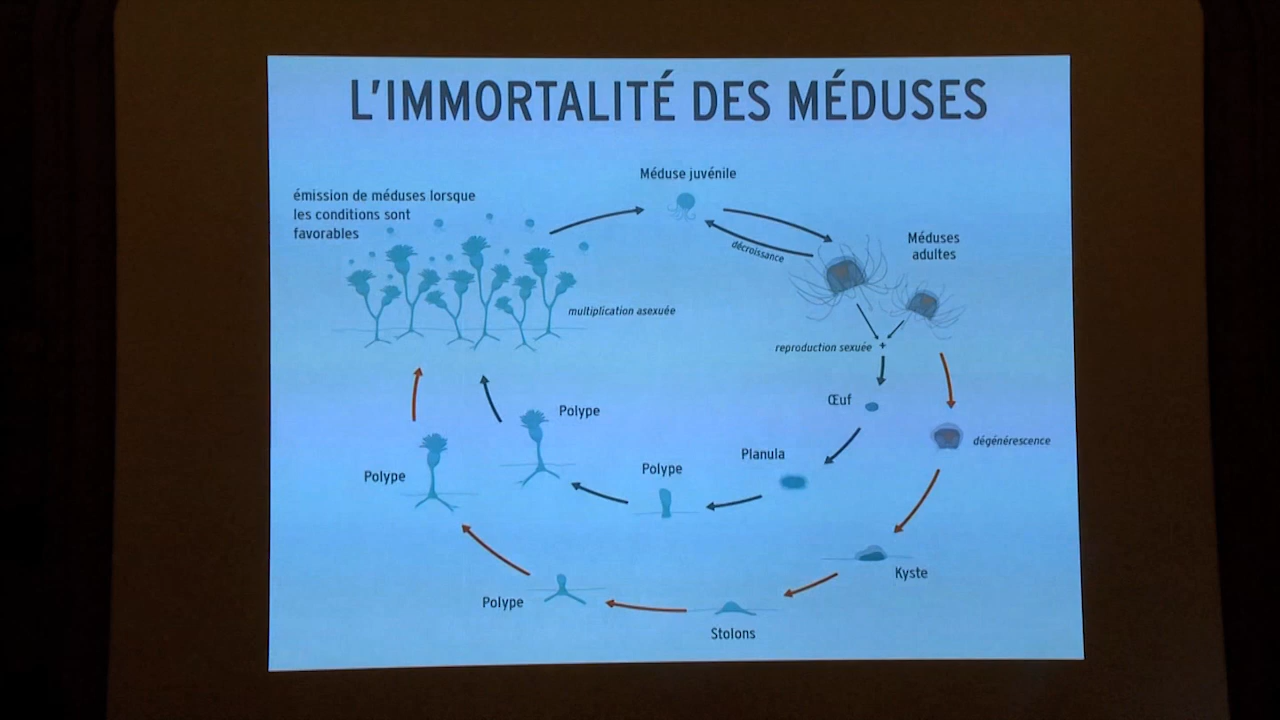 L'IMMORTALITÉ DES MÉDUSES
Méduse juvénile
émission de méduses lorsque
les conditions sont
favorables
décroissance
Méduses
adultes
multiplication asexuée
reproduction sexuée +
Œuf
Polype
dégénérescence
Planula
Polype
Polype
Kyste
Polype
Stolons